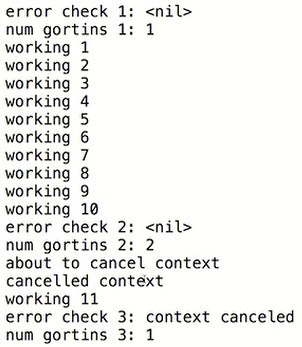 error check 1: <nil>
num gortins 1: 1
working 1
working 2
working 3
working 4
working 5
working 6
working 7
working 8
working 9
working 10
error check 2: <nil>
num gortins 2: 2
about to cancel context
cancelled context
working 11
error check 3: context canceled
num gortins 3: 1